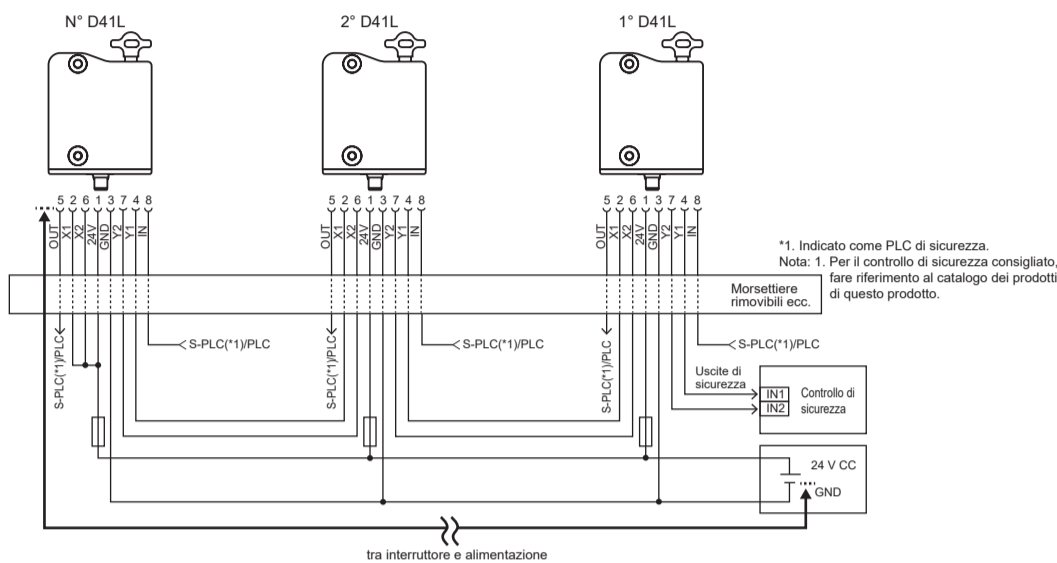 N° D41L
2° D41L
1° D41L
5 2 6 1 3 7 4 8
5 2 6 1 3 7 4 8
5 2 6 1 3 7 4 8
OUT X1 X2 24V GND Y2 Y1 IN
OUT X1 X2 24V GND Y2 Y1 IN
OUT X1 X2 24V GND Y2 Y1 IN
*1. Indicato come PLC di sicurezza.
Nota: 1. Per il controllo di sicurezza consigliato,
fare riferimento al catalogo dei prodotti
di questo prodotto.
Morsettiere
rimovibili ecc.
S-PLC(*1)/PLC
S-PLC(*1)/PLC
S-PLC(*1)/PLC
S-PLC(*1)/PLC
S-PLC(*1)/PLC
S-PLC(*1)/PLC
Uscite di
sicurezza
IN1
IN2
Controllo di
sicurezza
24 V CC
GND
tra interruttore e alimentazione